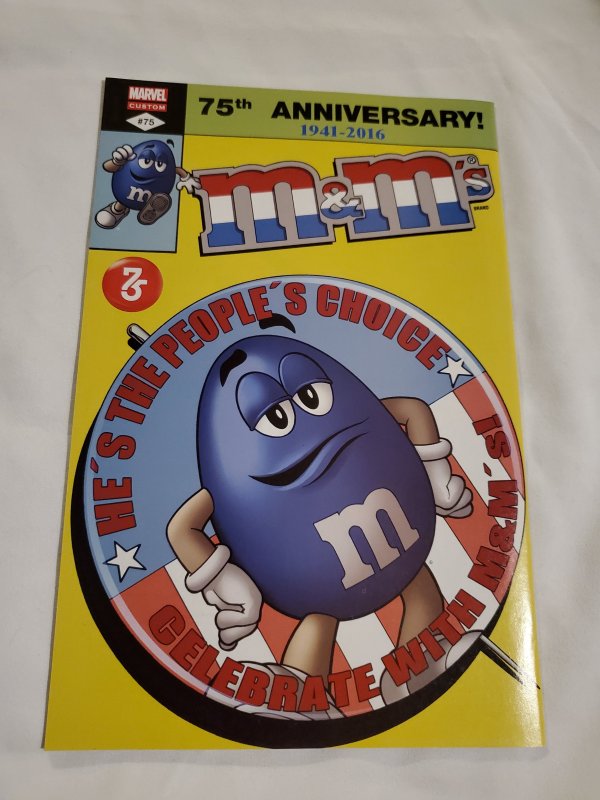 MARVEL
CUSTOM
#75
75th ANNIVERSARY!
1941-2016
m
m&m's®
BRAND
75
HE´S THE PEOPLE´S CHOICE
m
CELEBRATE WITH M&M´s!